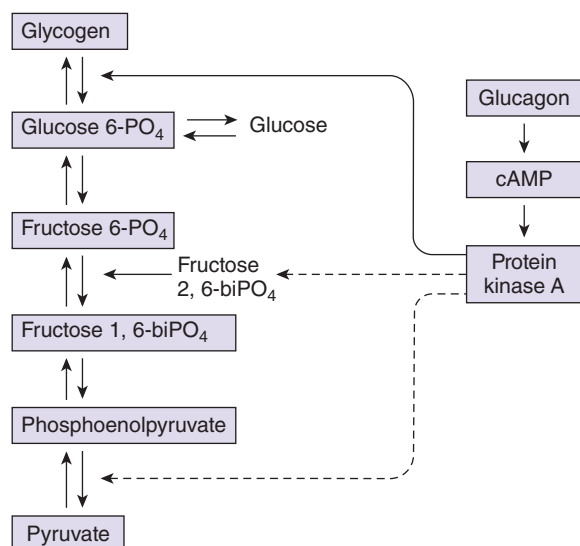 Glycogen
Glucose 6-PO₄
Glucose
Fructose 6-PO₄
Fructose
2, 6-biPO₄
Fructose 1, 6-biPO₄
Phosphoenolpyruvate
Pyruvate
Glucagon
cAMP
Protein
kinase A